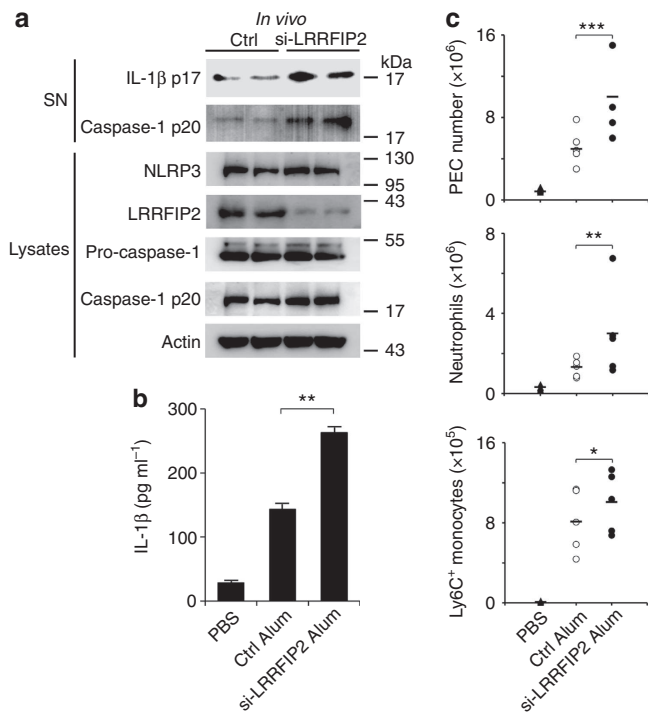 a
In vivo
Ctrl si-LRRFIP2
kDa
SN
IL-1β p17
17
Caspase-1 p20
17
Lysates
NLRP3
130
95
LRRFIP2
43
Pro-caspase-1
55
Caspase-1 p20
17
Actin
43
b
**
IL-1β (pg ml⁻¹)
300
200
100
0
PBS
Ctrl Alum
si-LRRFIP2 Alum
c
***
PEC number (×10⁶)
16
8
0
**
Neutrophils (×10⁶)
8
4
0
*
Ly6C⁺ monocytes (×10⁵)
16
8
0
PBS
Ctrl Alum
si-LRRFIP2 Alum